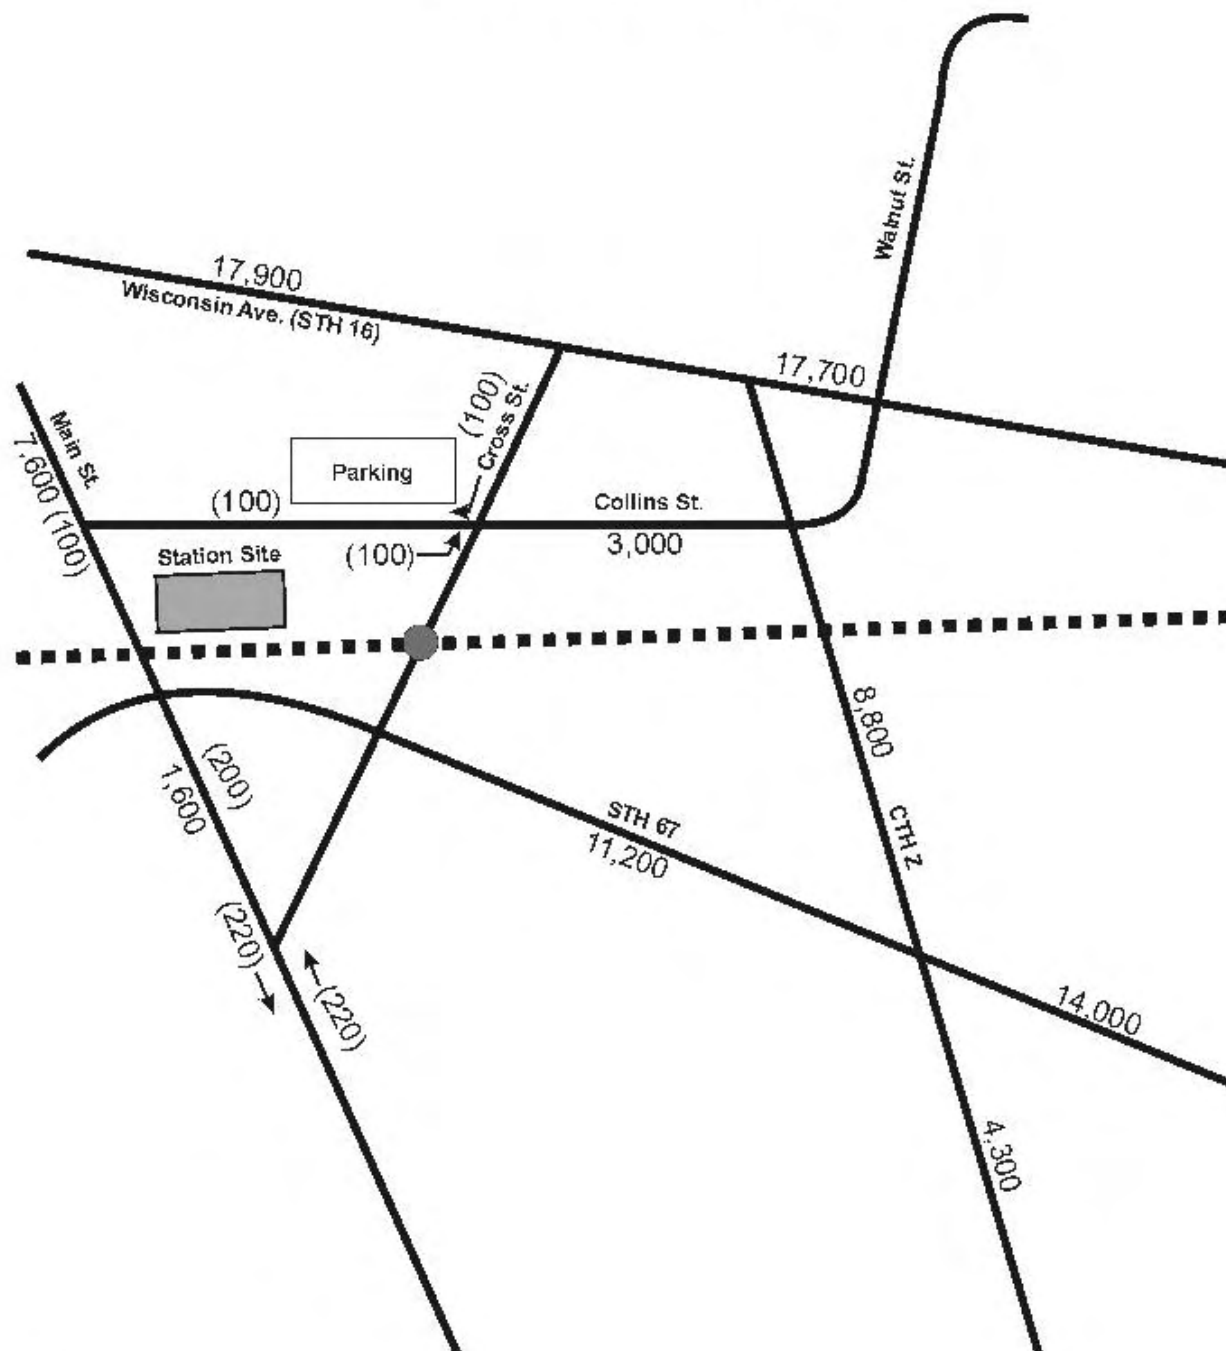 Walnut St.
17,900
Wisconsin Ave. (STH 16)
17,700
Main St.
7,600 (100)
(100)
Cross St.
Parking
(100)
Collins St.
3,000
(100)
Station Site
8,800
CTH Z
(200)
1,600
STH 67
11,200
(220)
(220)
14,000
4,300